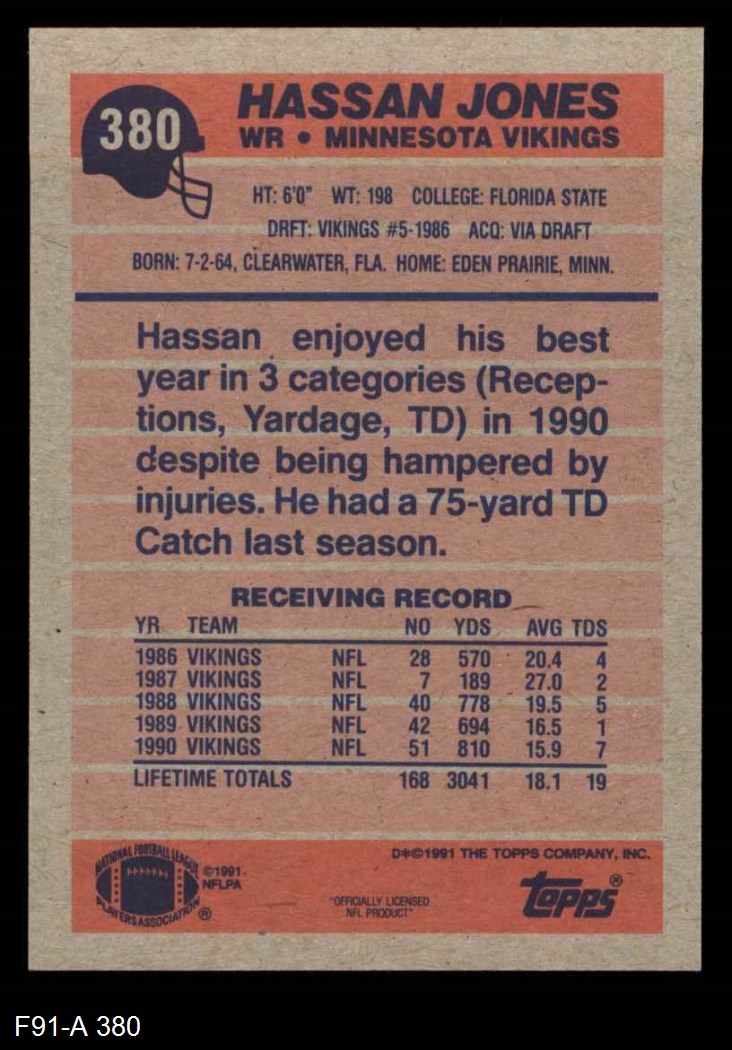 380
HASSAN JONES
WR • MINNESOTA VIKINGS
HT: 6'0" WT: 198 COLLEGE: FLORIDA STATE
DRFT: VIKINGS #5-1986 ACQ: VIA DRAFT
BORN: 7-2-64, CLEARWATER, FLA. HOME: EDEN PRAIRIE, MINN.
Hassan enjoyed his best
year in 3 categories (Recep-
tions, Yardage, TD) in 1990
despite being hampered by
injuries. He had a 75-yard TD
Catch last season.
RECEIVING RECORD
YR TEAM NO YDS AVG TDS
1986 VIKINGS NFL 28 570 20.4 4
1987 VIKINGS NFL 7 189 27.0 2
1988 VIKINGS NFL 40 778 19.5 5
1989 VIKINGS NFL 42 694 16.5 1
1990 VIKINGS NFL 51 810 15.9 7
LIFETIME TOTALS 168 3041 18.1 19
NATIONAL FOOTBALL LEAGUE
PLAYERS ASSOCIATION ®
©1991
NFLPA
D*©1991 THE TOPPS COMPANY, INC.
"OFFICIALLY LICENSED
NFL PRODUCT"
topps®
F91-A 380